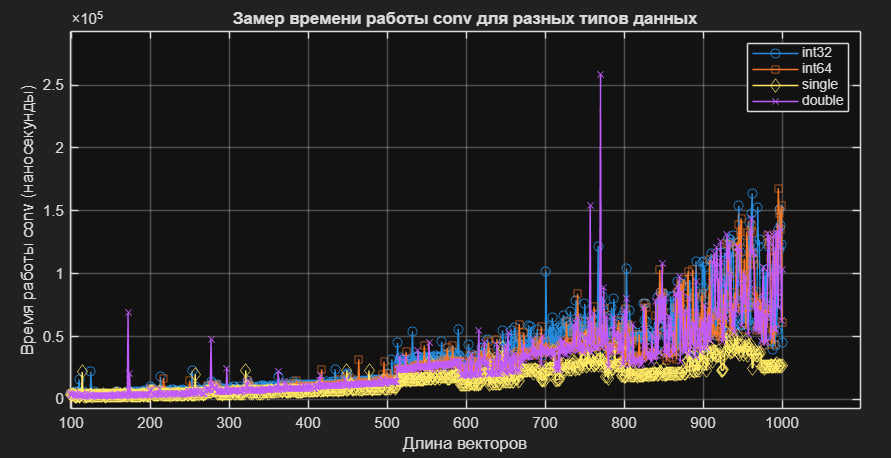 Замер времени работы conv для разных типов данных
×10⁵
int32
int64
single
double
2.5
2
1.5
1
0.5
0
Время работы conv (наносекунды)
100 200 300 400 500 600 700 800 900 1000
Длина векторов